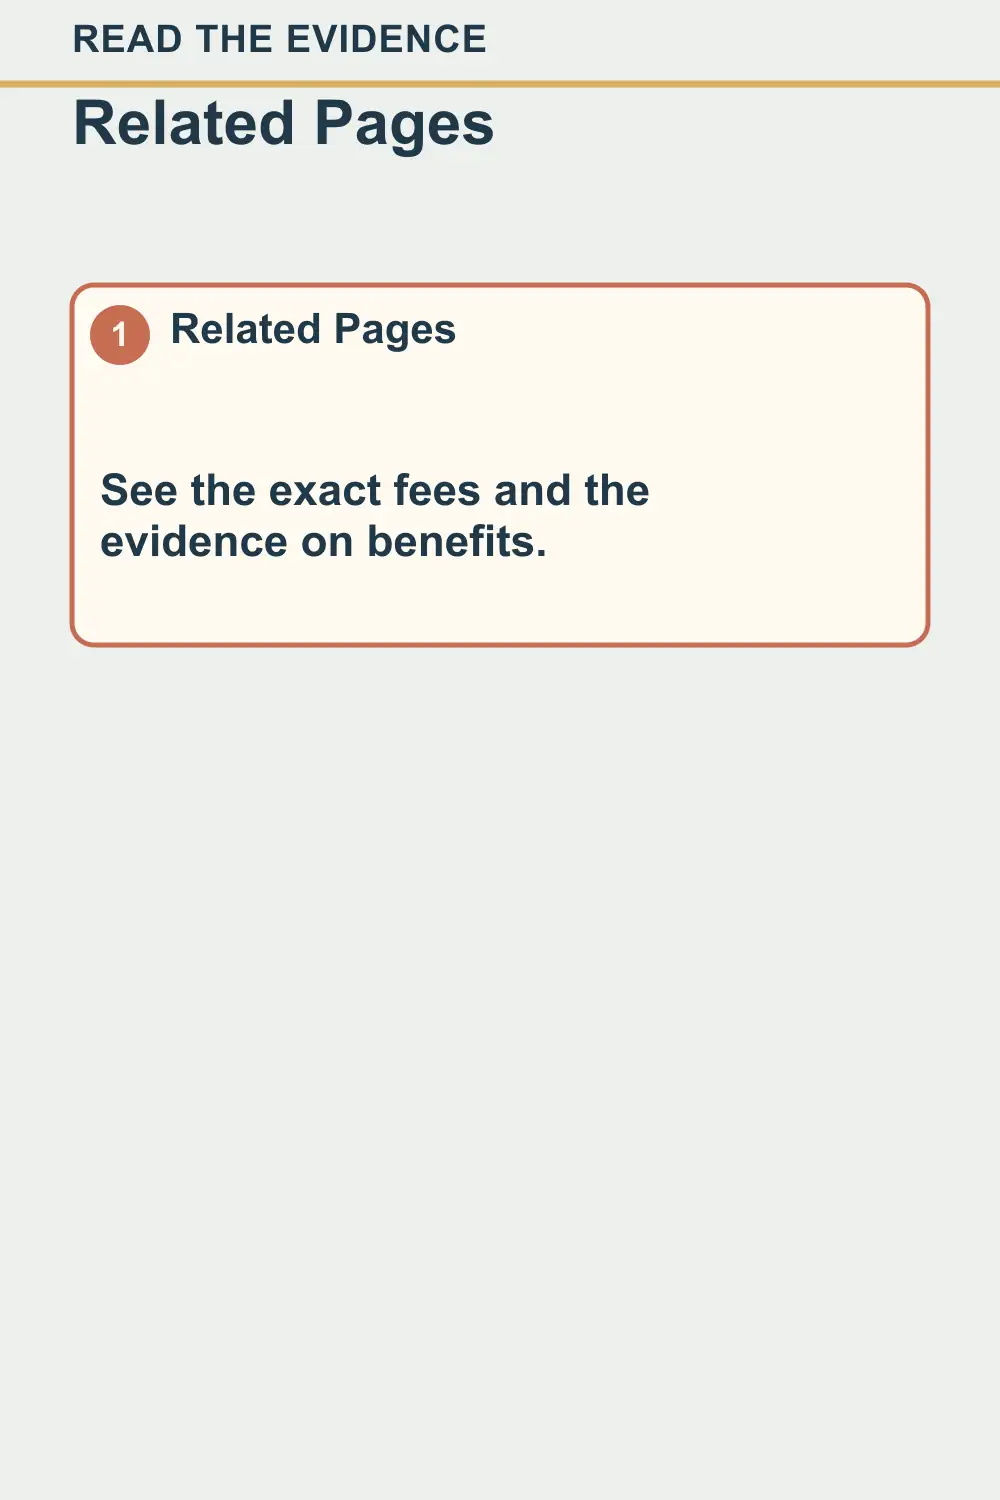 READ THE EVIDENCE
Related Pages
1
Related Pages
See the exact fees and the
evidence on benefits.